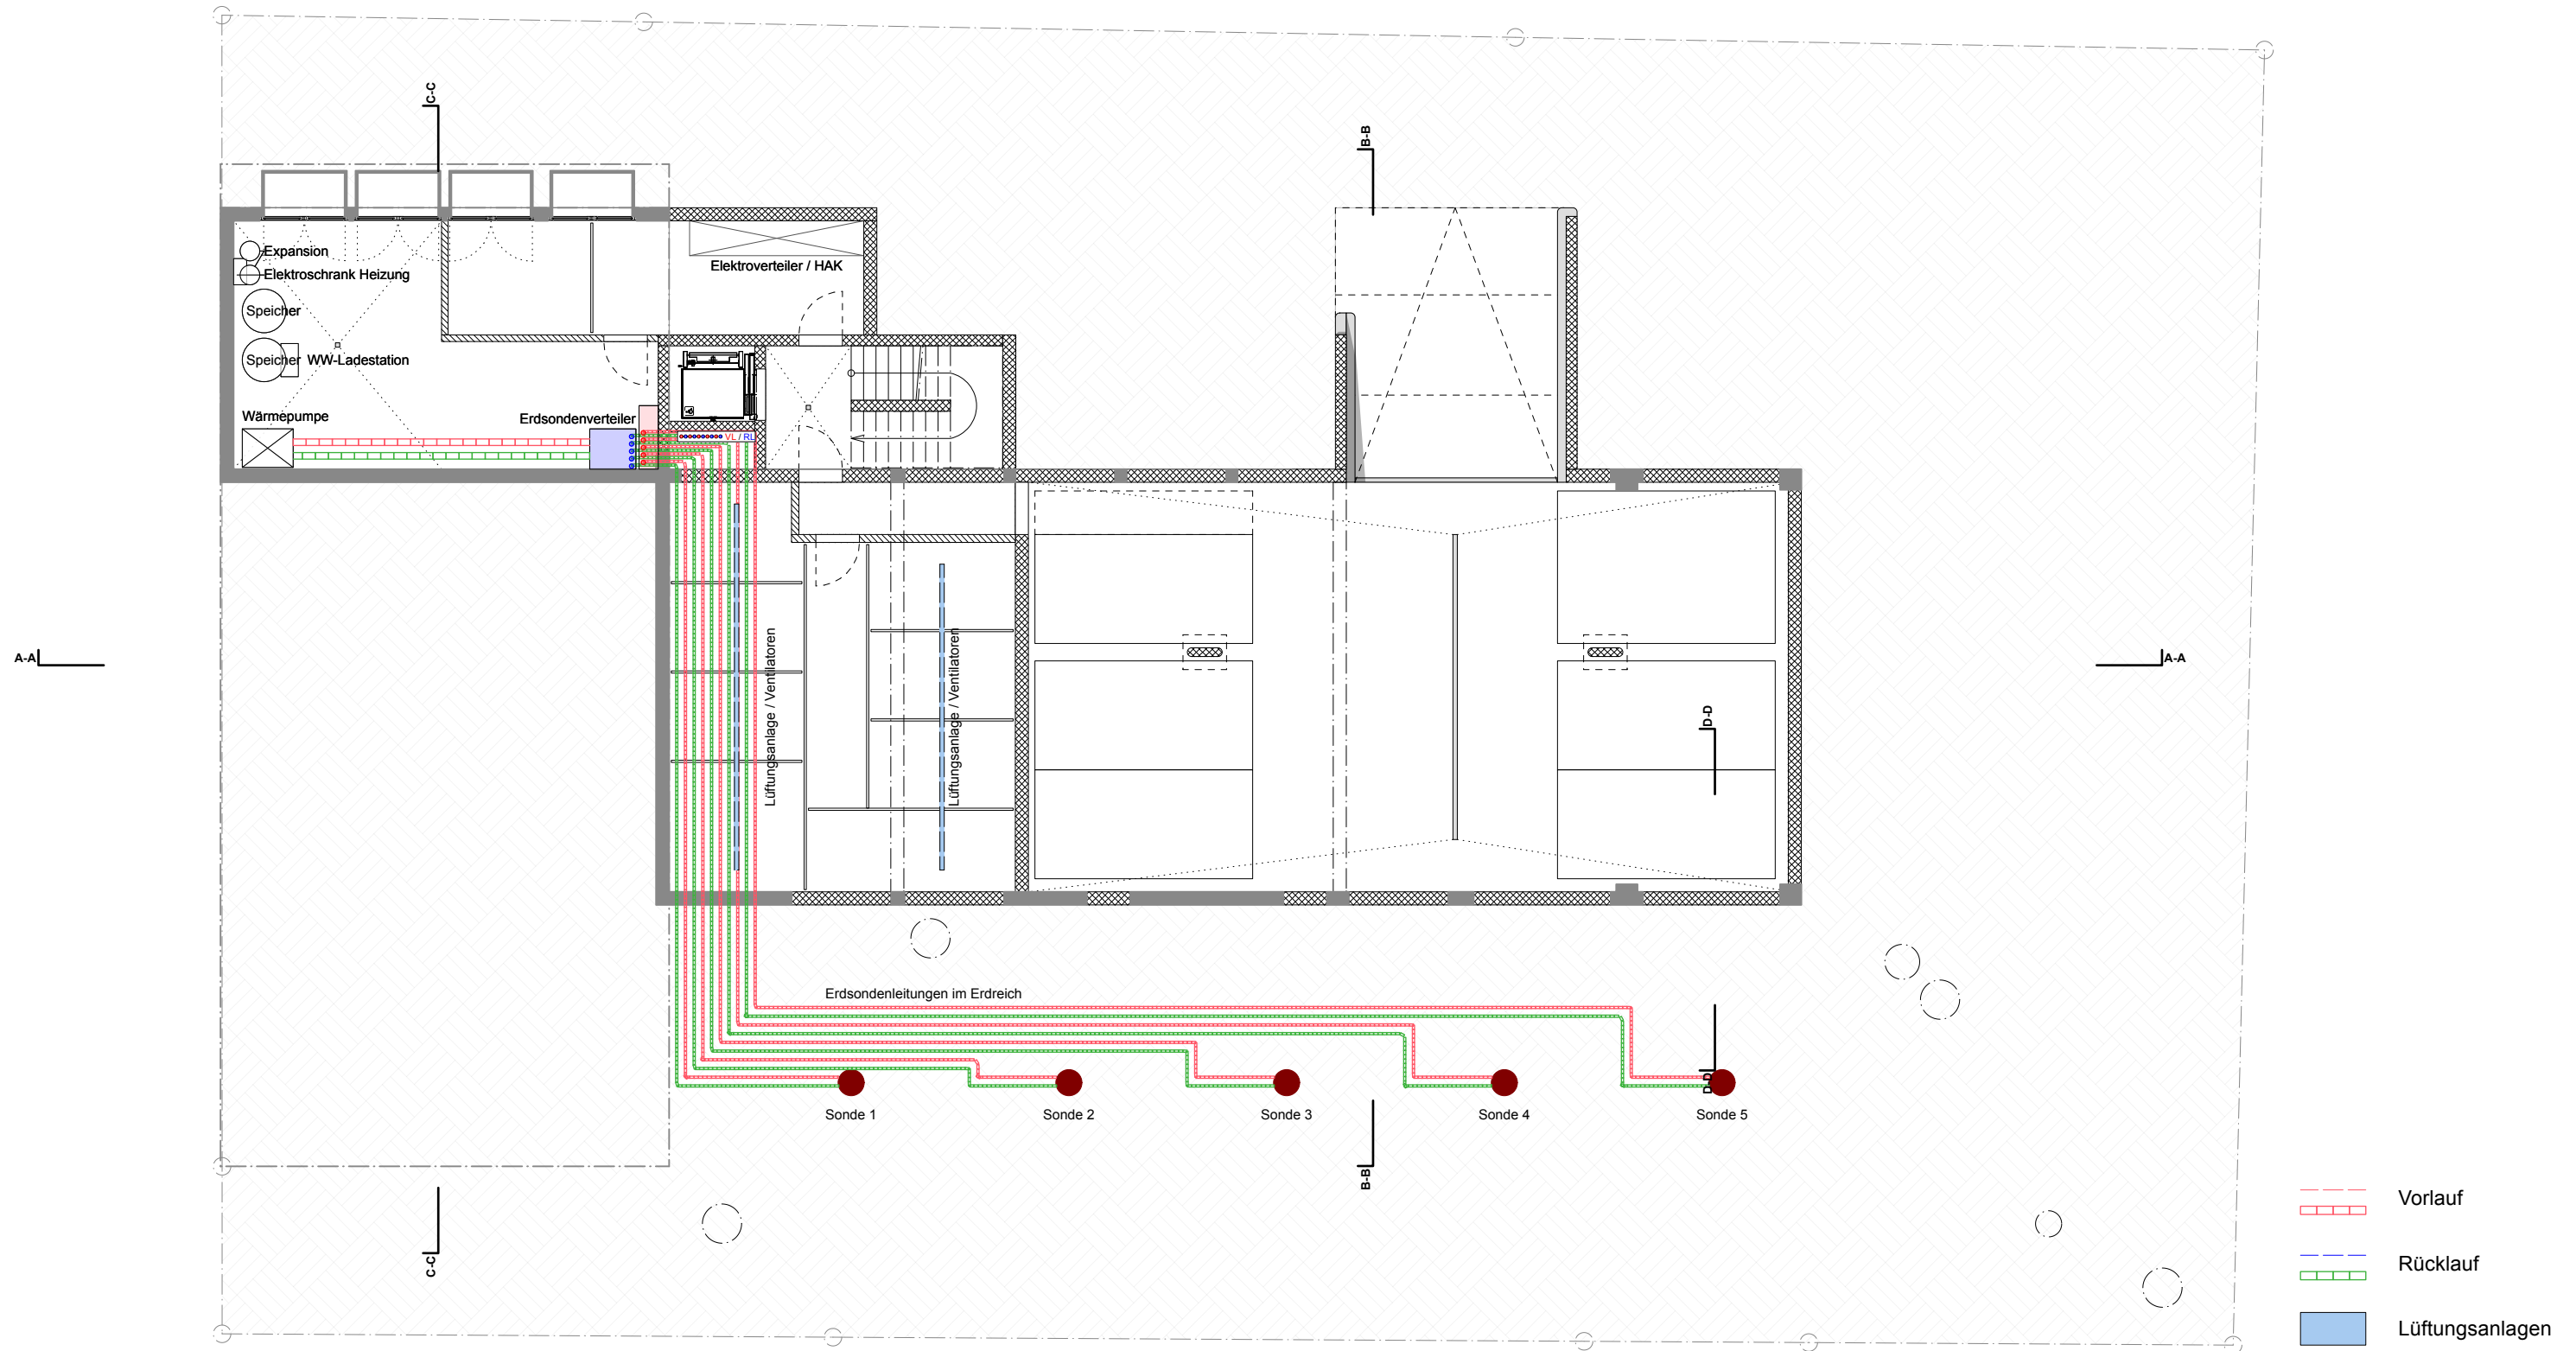 C-C
B-B
Expansion
Elektroschrank Heizung
Elektroverteiler / HAK
Speicher
Speicher WW-Ladestation
Wärmepumpe
Erdsondenverteiler
VL / RL
A-A
A-A
Lüftungsanlage / Ventilatoren
Lüftungsanlage / Ventilatoren
D-D
Erdsondenleitungen im Erdreich
D-D
Sonde 1
Sonde 2
Sonde 3
Sonde 4
Sonde 5
B-B
C-C
Vorlauf
Rücklauf
Lüftungsanlagen